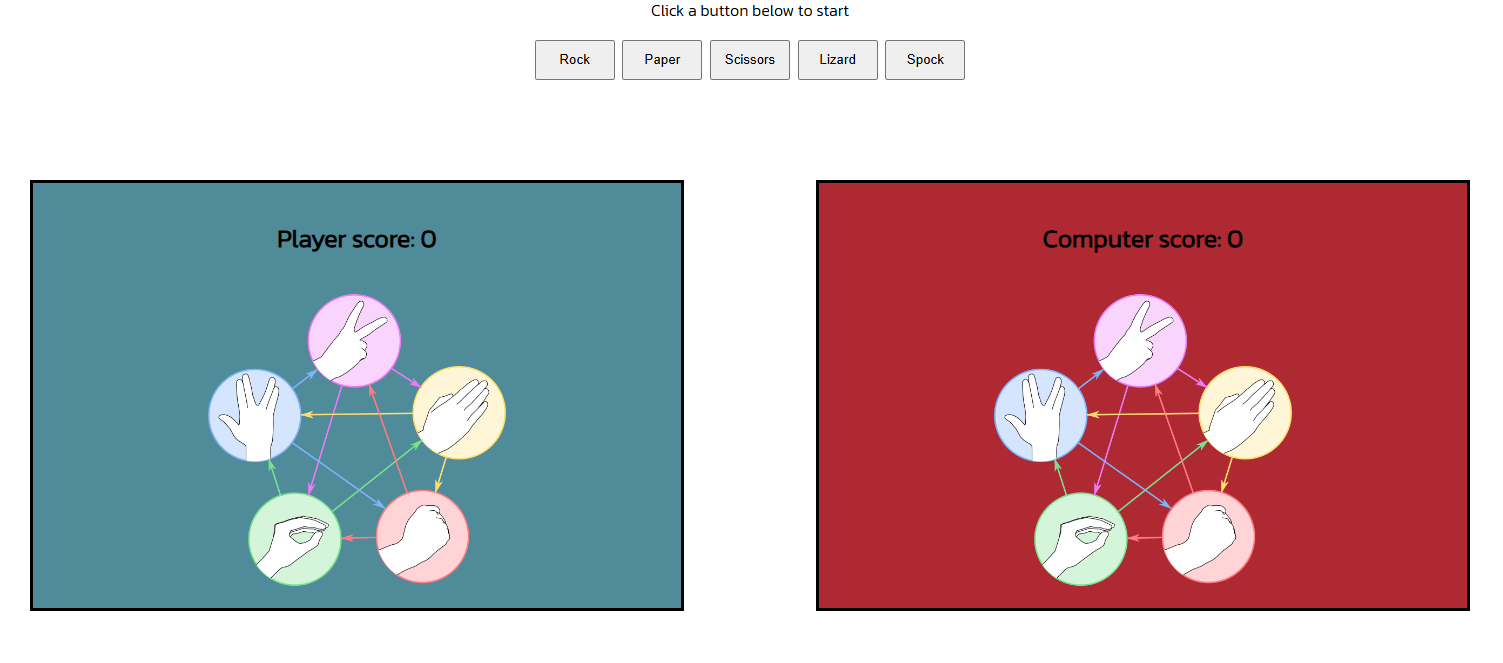 Click a button below to start
Rock Paper Scissors Lizard Spock
Player score: 0
Computer score: 0